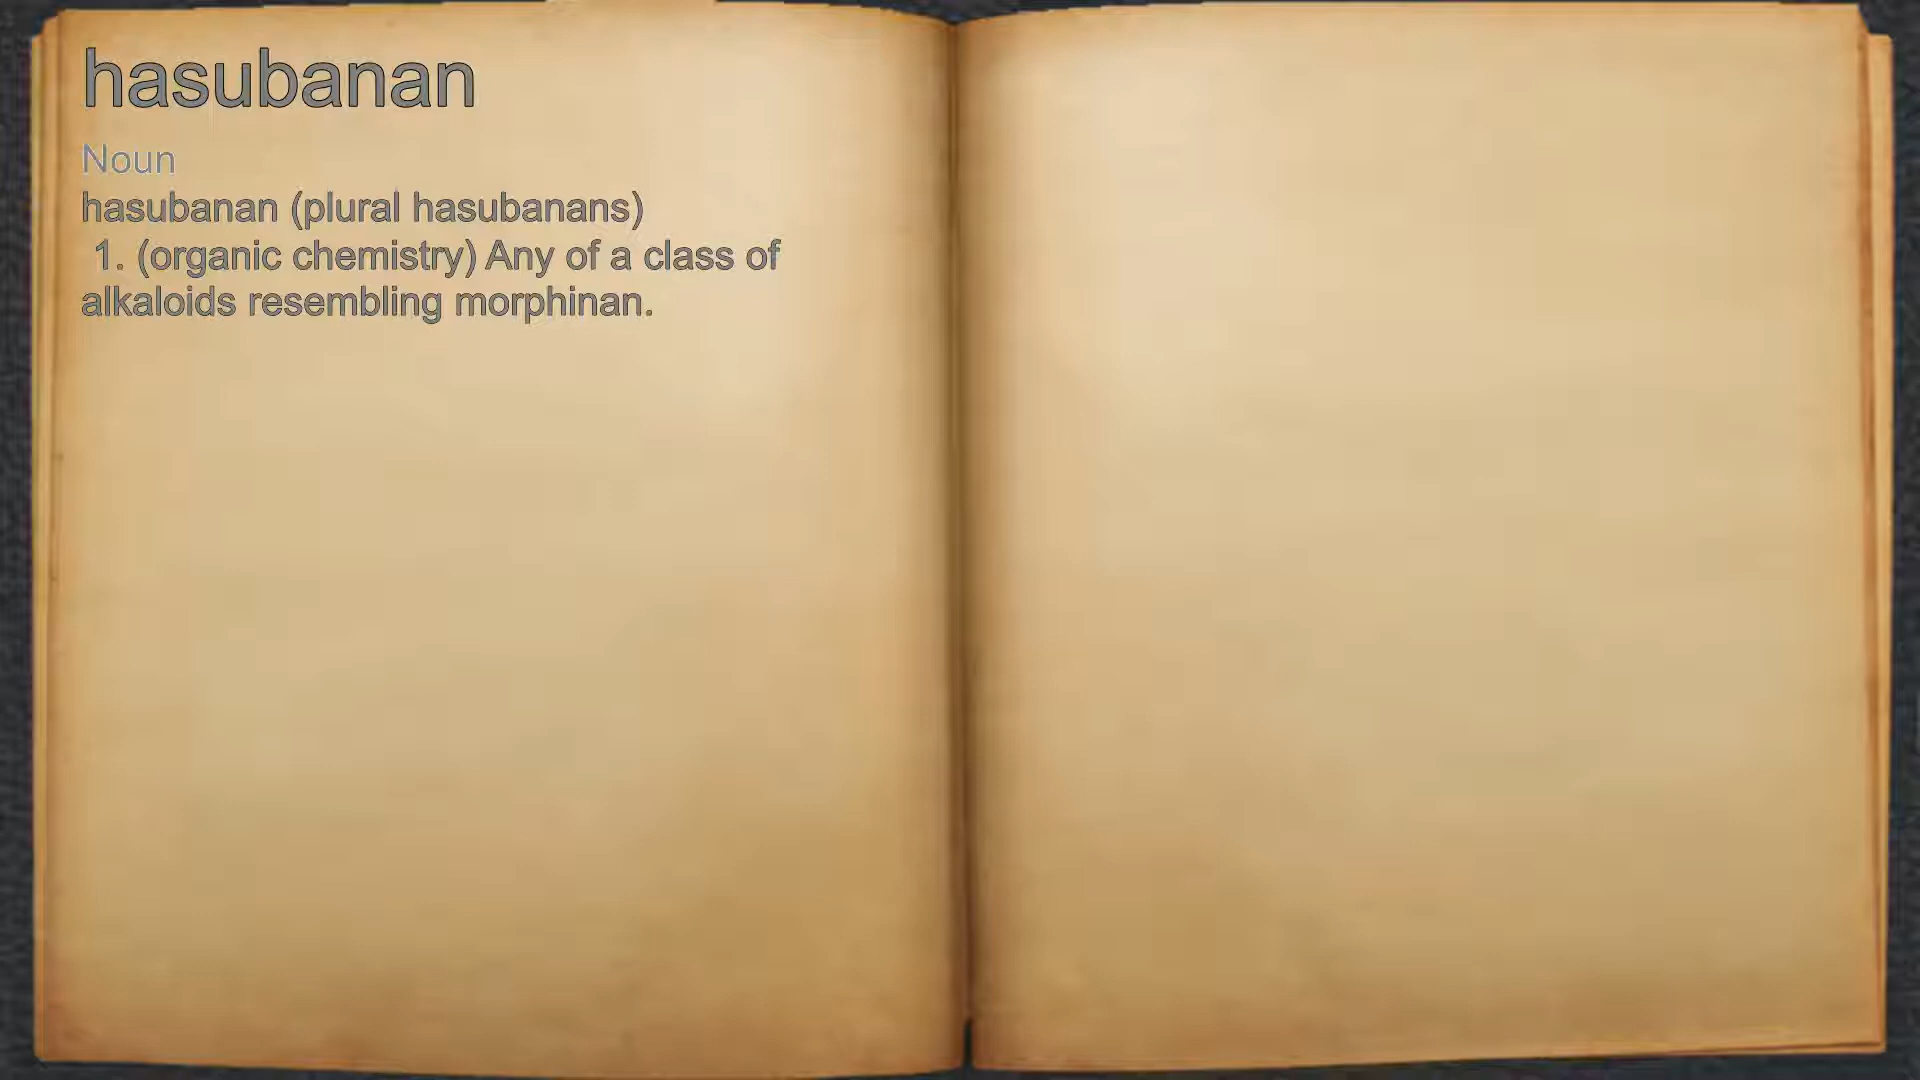 hasubanan
Noun
hasubanan (plural hasubanans)
1. (organic chemistry) Any of a class of
alkaloids resembling morphinan.